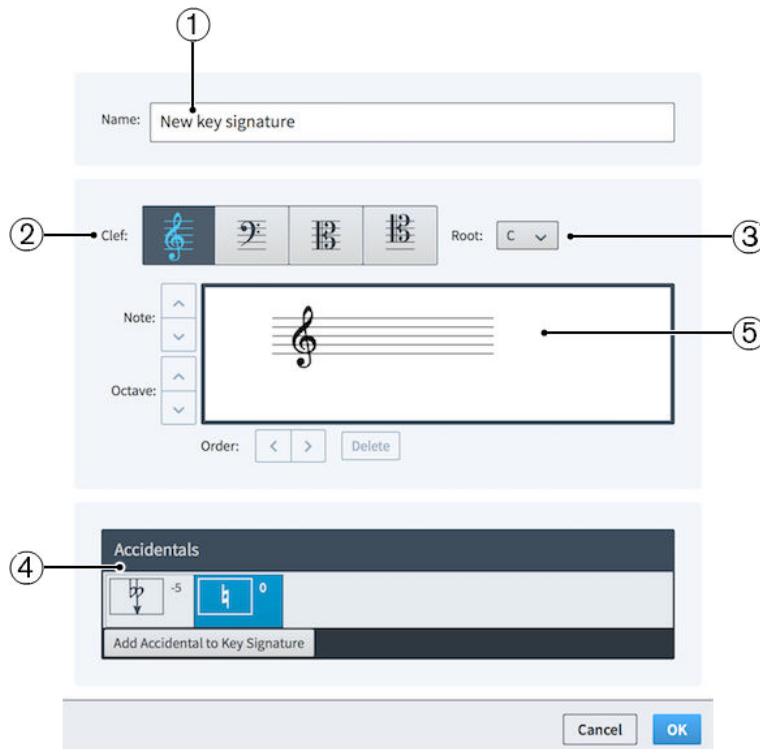 1
Name: New key signature
2 Clef: Root: C 3
Note: 5
Octave:
Order: < > Delete
Accidentals
4
-5 0
Add Accidental to Key Signature
Cancel OK